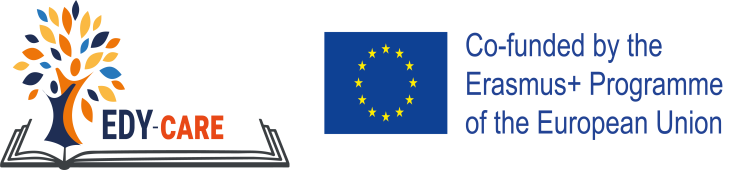 EDY-CARE
Co-funded by the
Erasmus+ Programme
of the European Union